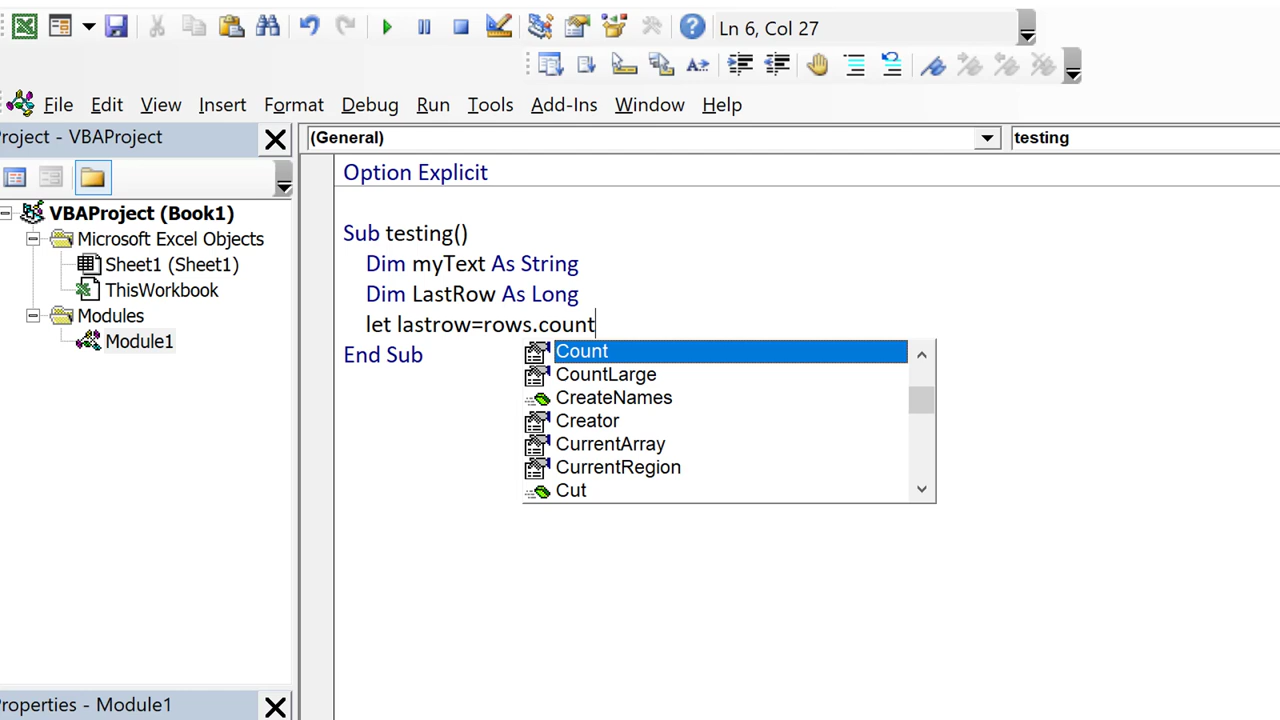 Ln 6, Col 27
File Edit View Insert Format Debug Run Tools Add-Ins Window Help
roject - VBAProject
(General)
testing
VBAProject (Book1)
Microsoft Excel Objects
Sheet1 (Sheet1)
ThisWorkbook
Modules
Module1
roperties - Module1
Option Explicit
Sub testing()
Dim myText As String
Dim LastRow As Long
let lastrow=rows.count
End Sub
Count
CountLarge
CreateNames
Creator
CurrentArray
CurrentRegion
Cut